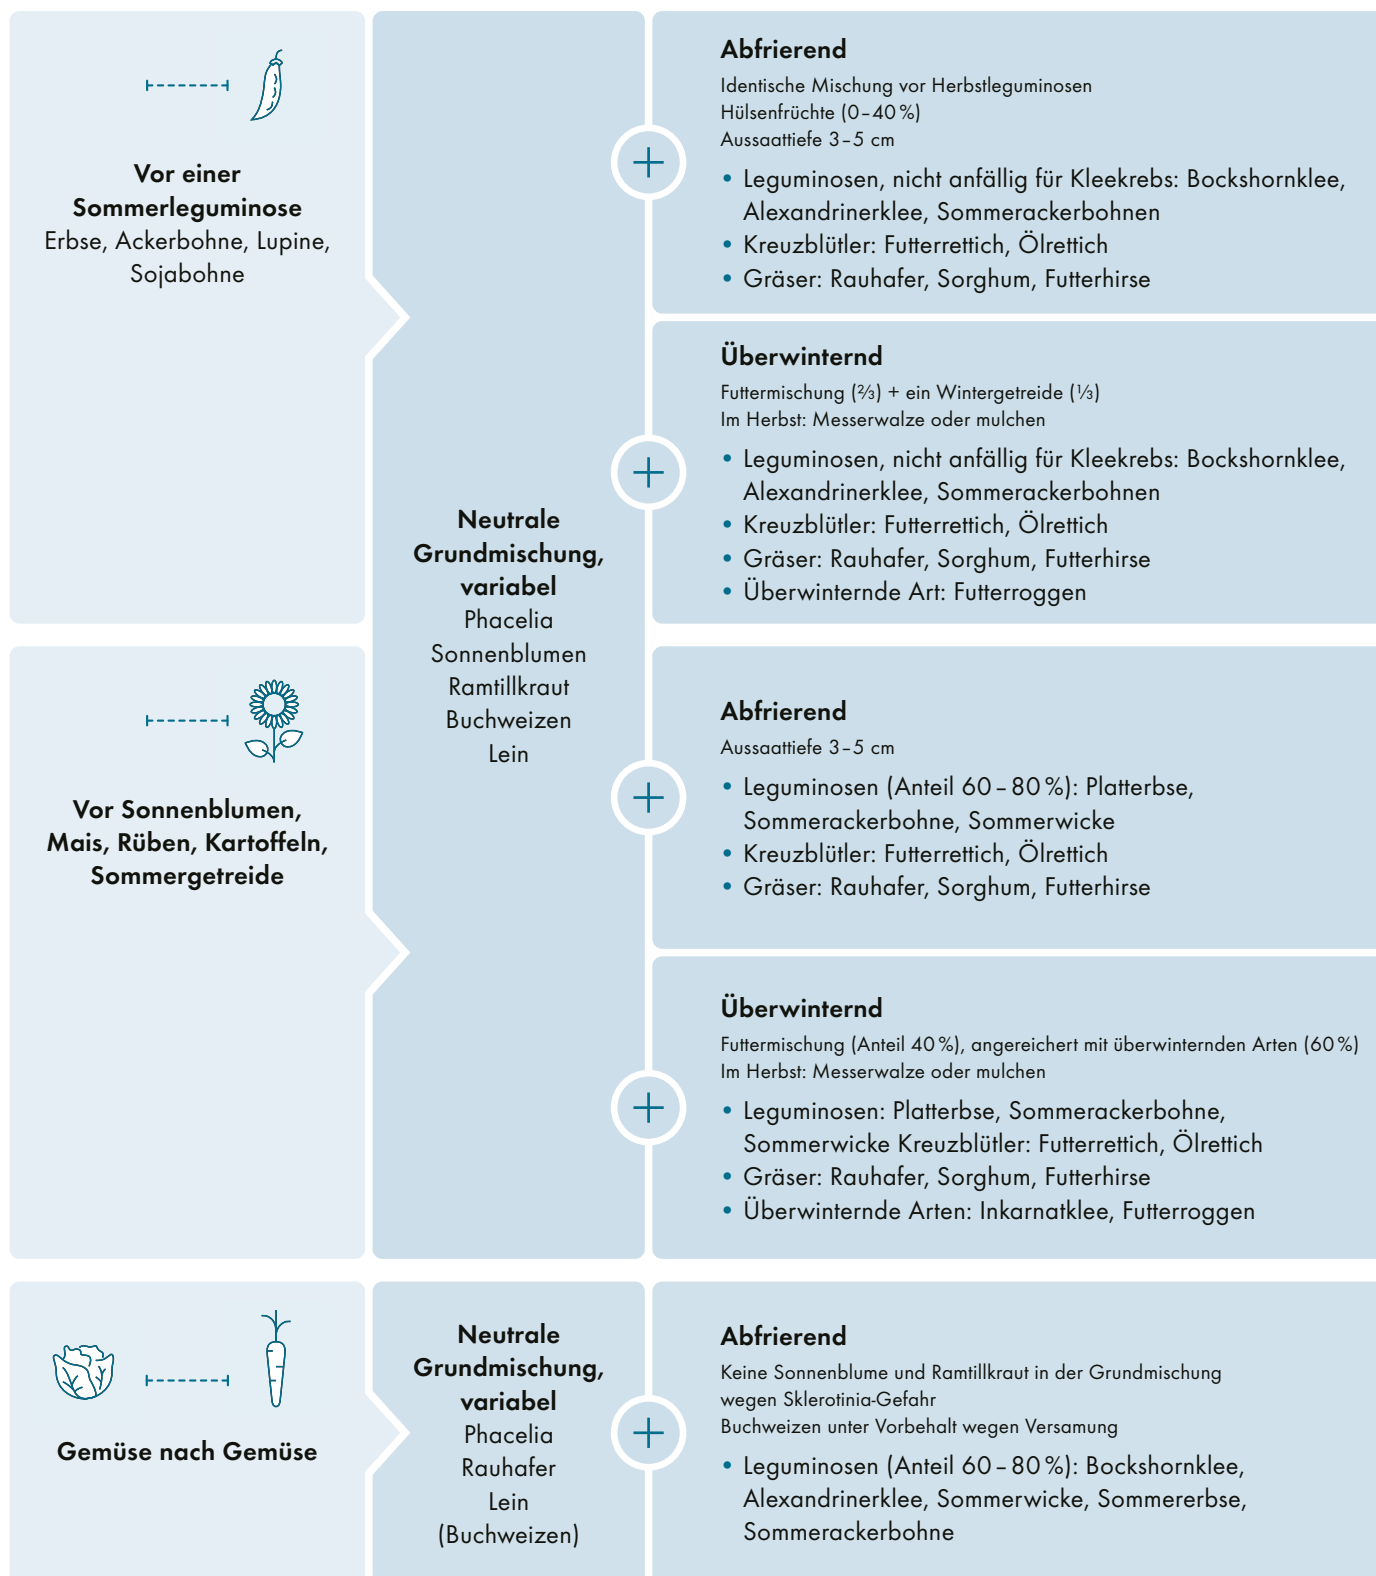 Vor einer
Sommerleguminose
Erbse, Ackerbohne, Lupine,
Sojabohne
Neutrale
Grundmischung,
variabel
Phacelia
Sonnenblumen
Ramtillkraut
Buchweizen
Lein
Abfrierend
Identische Mischung vor Herbstleguminosen
Hülsenfrüchte (0–40 %)
Aussaattiefe 3–5 cm
• Leguminosen, nicht anfällig für Kleekrebs: Bockshornklee,
Alexandrinerklee, Sommerackerbohnen
• Kreuzblütler: Futterrettich, Ölrettich
• Gräser: Rauhafer, Sorghum, Futterhirse
Überwinternd
Futtermischung (⅔) + ein Wintergetreide (⅓)
Im Herbst: Messerwalze oder mulchen
• Leguminosen, nicht anfällig für Kleekrebs: Bockshornklee,
Alexandrinerklee, Sommerackerbohnen
• Kreuzblütler: Futterrettich, Ölrettich
• Gräser: Rauhafer, Sorghum, Futterhirse
• Überwinternde Art: Futterroggen
Vor Sonnenblumen,
Mais, Rüben, Kartoffeln,
Sommergetreide
Abfrierend
Aussaattiefe 3–5 cm
• Leguminosen (Anteil 60–80 %): Platterbse,
Sommerackerbohne, Sommerwicke
• Kreuzblütler: Futterrettich, Ölrettich
• Gräser: Rauhafer, Sorghum, Futterhirse
Überwinternd
Futtermischung (Anteil 40 %), angereichert mit überwinternden Arten (60 %)
Im Herbst: Messerwalze oder mulchen
• Leguminosen: Platterbse, Sommerackerbohne,
Sommerwicke Kreuzblütler: Futterrettich, Ölrettich
• Gräser: Rauhafer, Sorghum, Futterhirse
• Überwinternde Arten: Inkarnatklee, Futterroggen
Gemüse nach Gemüse
Neutrale
Grundmischung,
variabel
Phacelia
Rauhafer
Lein
(Buchweizen)
Abfrierend
Keine Sonnenblume und Ramtillkraut in der Grundmischung
wegen Sklerotinia-Gefahr
Buchweizen unter Vorbehalt wegen Versamung
• Leguminosen (Anteil 60–80 %): Bockshornklee,
Alexandrinerklee, Sommerwicke, Sommererbse,
Sommerackerbohne